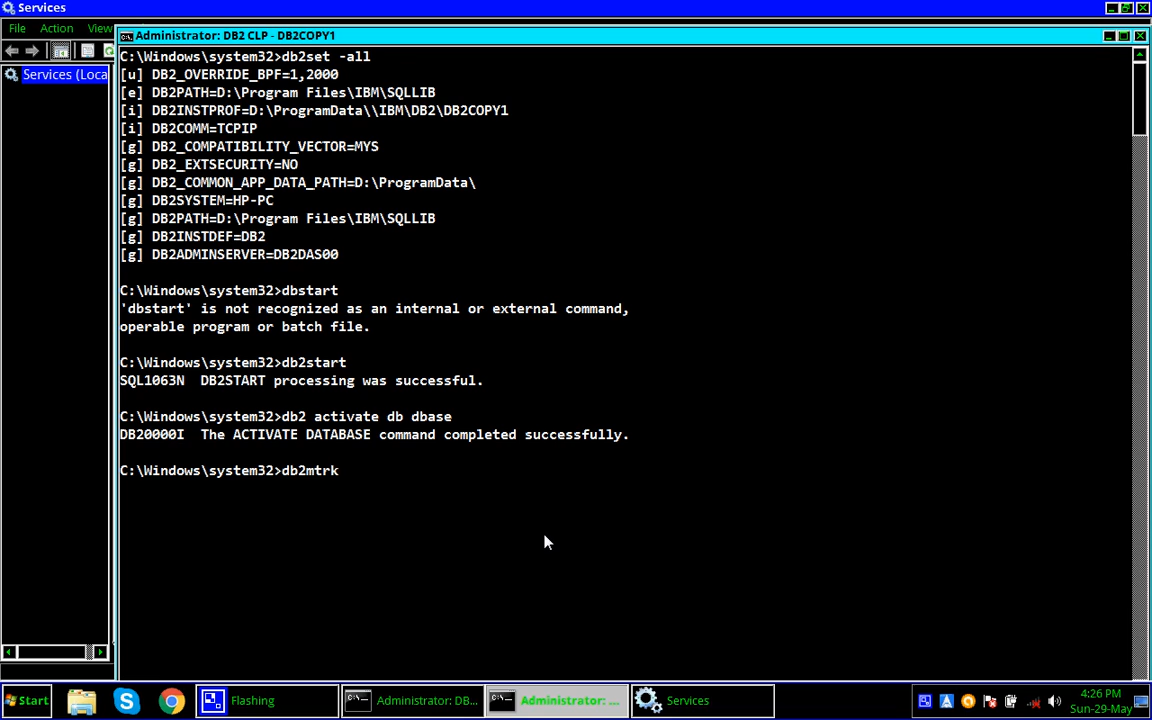 Services
File Action View
Administrator: DB2 CLP - DB2COPY1
Services (Loca
C:\Windows\system32>db2set -all
[u] DB2_OVERRIDE_BPF=1,2000
[e] DB2PATH=D:\Program Files\IBM\SQLLIB
[i] DB2INSTPROF=D:\ProgramData\\IBM\DB2\DB2COPY1
[i] DB2COMM=TCPIP
[g] DB2_COMPATIBILITY_VECTOR=MYS
[g] DB2_EXTSECURITY=NO
[g] DB2_COMMON_APP_DATA_PATH=D:\ProgramData\
[g] DB2SYSTEM=HP-PC
[g] DB2PATH=D:\Program Files\IBM\SQLLIB
[g] DB2INSTDEF=DB2
[g] DB2ADMINSERVER=DB2DAS00
C:\Windows\system32>dbstart
'dbstart' is not recognized as an internal or external command,
operable program or batch file.
C:\Windows\system32>db2start
SQL1063N  DB2START processing was successful.
C:\Windows\system32>db2 activate db dbase
DB20000I  The ACTIVATE DATABASE command completed successfully.
C:\Windows\system32>db2mtrk
Start
Flashing
Administrator: DB...
Administrator: ...
Services
4:26 PM
Sun-29-May